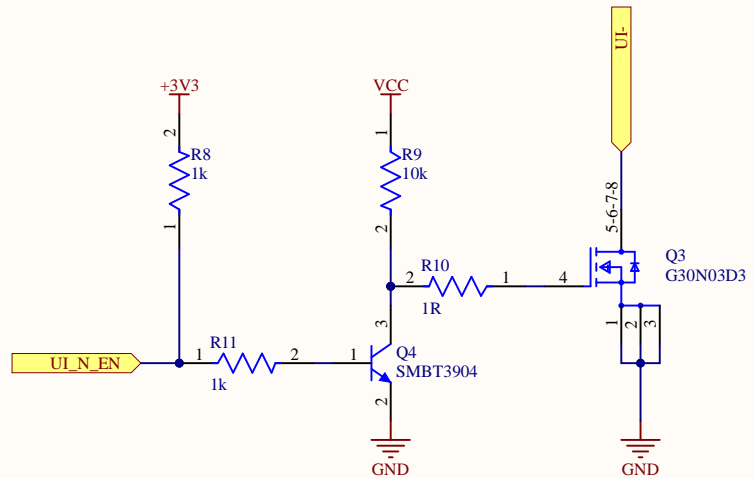 UI-
+3V3
VCC
2
R8
1k
1
1
R9
10k
2
5-6-7-8
Q3
G30N03D3
2
R10
1
4
1R
3
1
2
3
R11
UI_N_EN
1
2
1
1k
Q4
SMBT3904
2
GND
GND